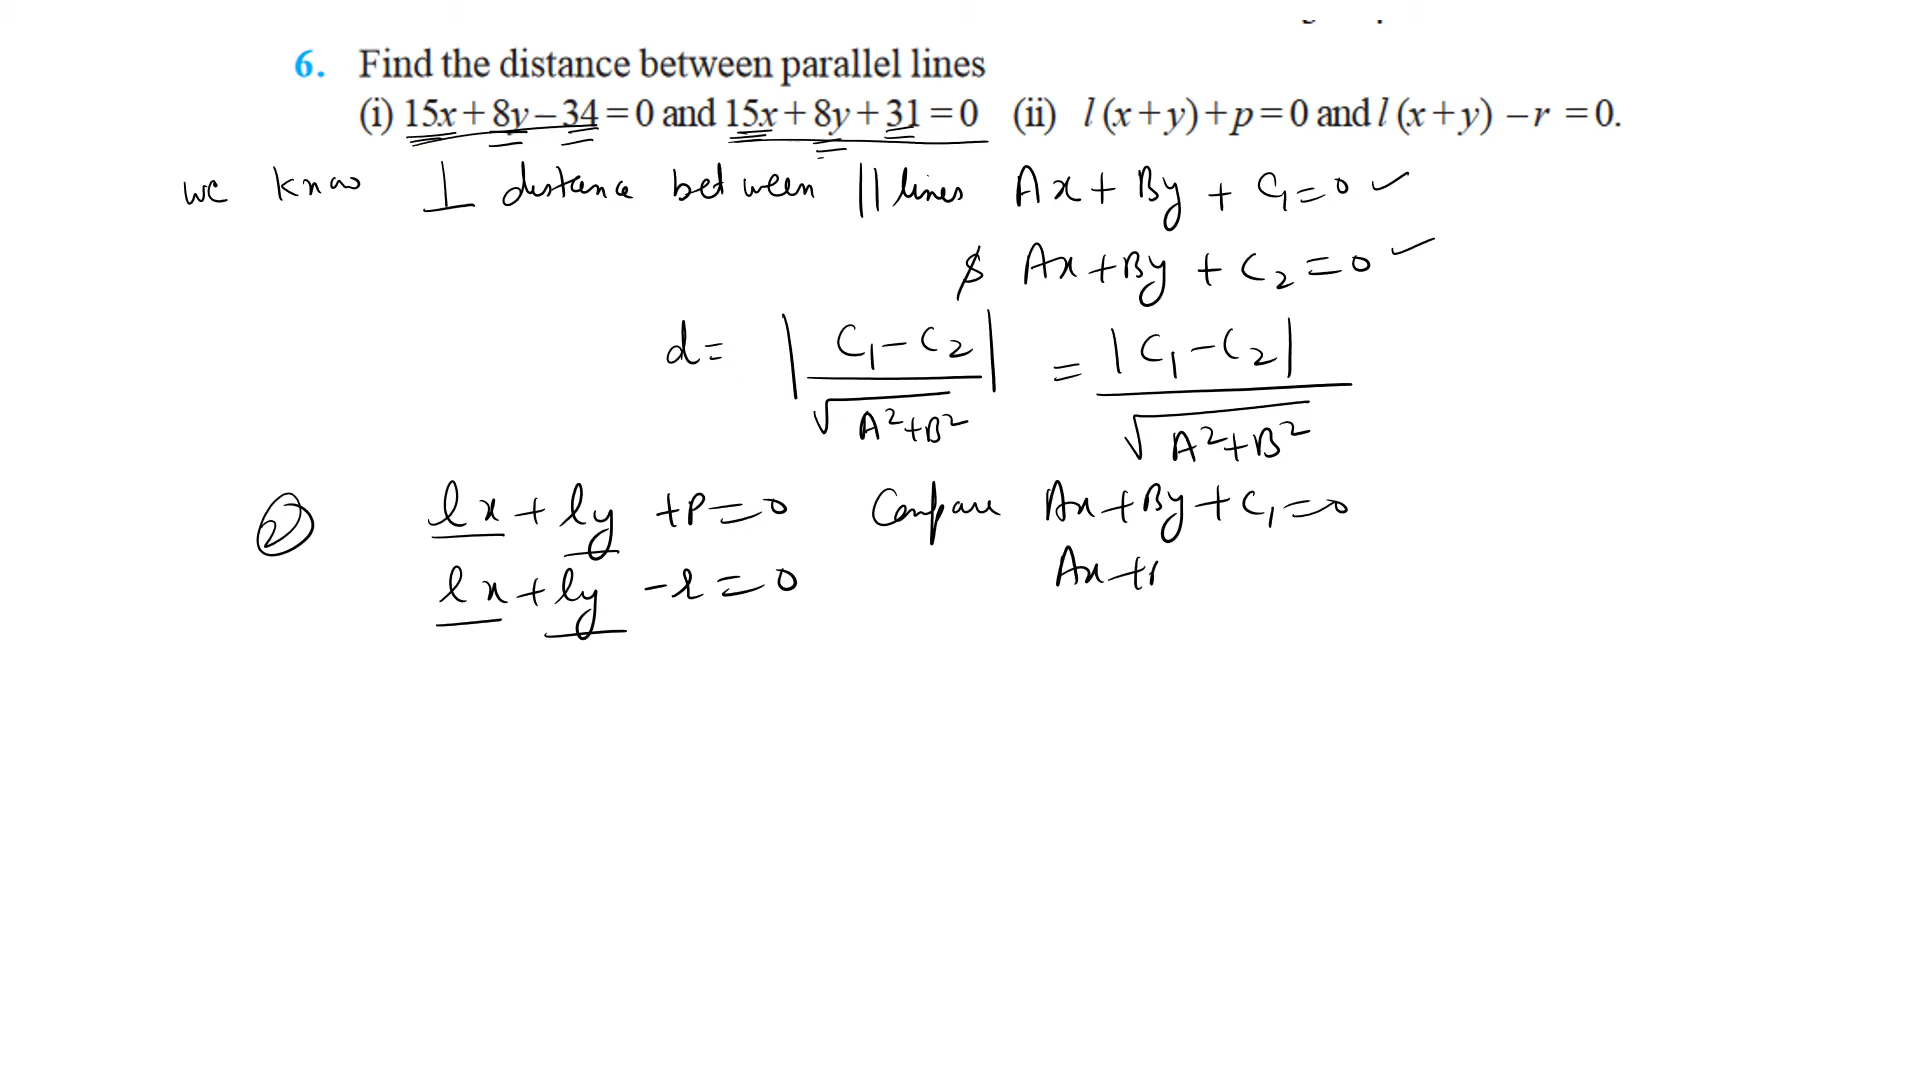 6. Find the distance between parallel lines
(i) 15x + 8y – 34 = 0 and 15x + 8y + 31 = 0 (ii) l (x + y) + p = 0 and l (x + y) – r = 0.
we know ⊥ distance between || lines Ax + By + C₁ = 0 ✓
& Ax + By + C₂ = 0 ✓
d = | C₁ - C₂ / √A²+B² | = |C₁ - C₂| / √A²+B²
② lx + ly + p = 0 Compare Ax + By + C₁ = 0
lx + ly - r = 0 Ax +